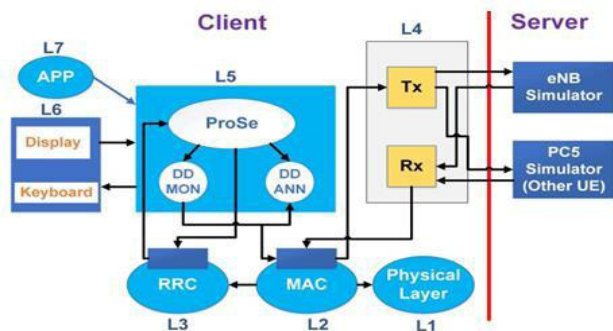 Client
Server
L7
APP
L5
L4
L6
Display
Keyboard
ProSe
DD
MON
DD
ANN
Tx
Rx
eNB
Simulator
PC5
Simulator
(Other UE)
RRC
MAC
Physical
Layer
L3
L2
L1